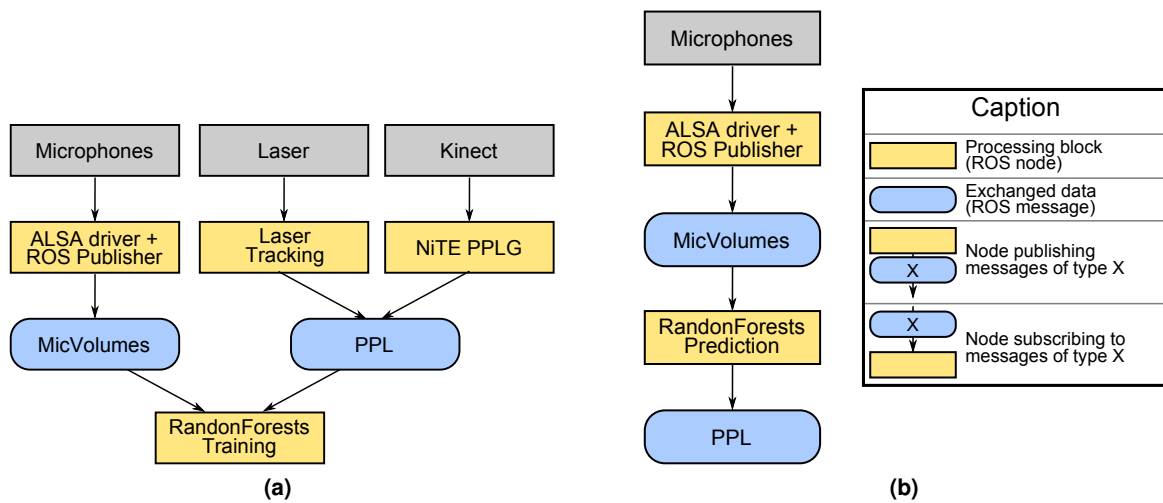 Microphones
Laser
Kinect
ALSA driver +
ROS Publisher
Laser
Tracking
NiTE PPLG
MicVolumes
PPL
RandonForests
Training
(a)
Microphones
ALSA driver +
ROS Publisher
MicVolumes
RandonForests
Prediction
PPL
(b)
Caption
Processing block
(ROS node)
Exchanged data
(ROS message)
X
Node publishing
messages of type X
X
Node subscribing to
messages of type X